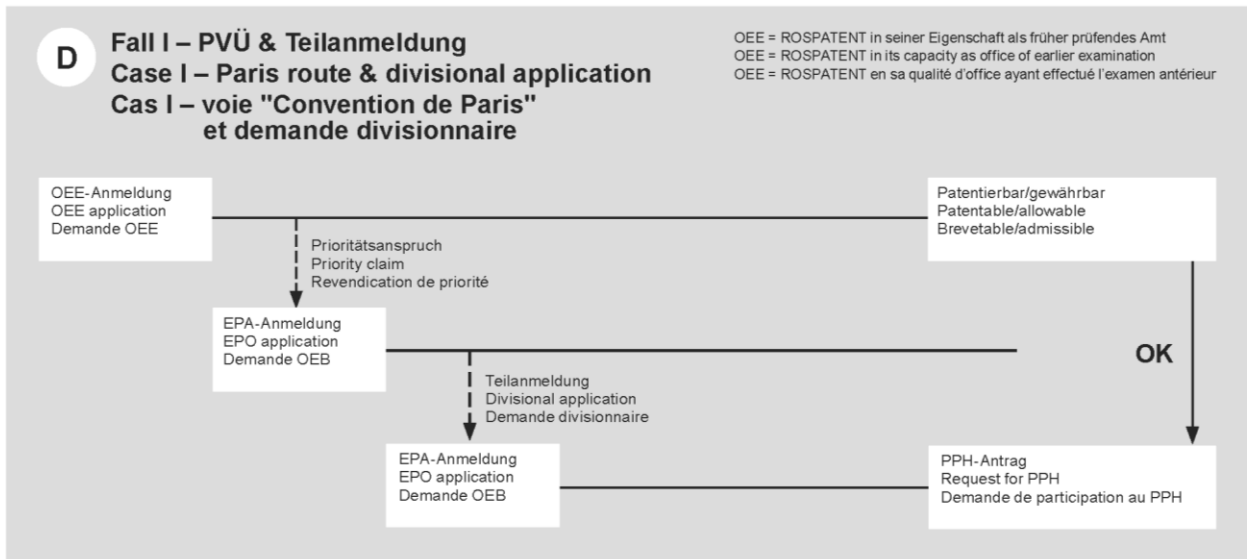 D
Fall I – PVÜ & Teilanmeldung
Case I – Paris route & divisional application
Cas I – voie "Convention de Paris"
et demande divisionnaire
OEE = ROSPATENT in seiner Eigenschaft als früher prüfendes Amt
OEE = ROSPATENT in its capacity as office of earlier examination
OEE = ROSPATENT en sa qualité d'office ayant effectué l'examen antérieur
OEE-Anmeldung
OEE application
Demande OEE
Patentierbar/gewährbar
Patentable/allowable
Brevetable/admissible
Prioritätsanspruch
Priority claim
Revendication de priorité
EPA-Anmeldung
EPO application
Demande OEB
OK
Teilanmeldung
Divisional application
Demande divisionnaire
EPA-Anmeldung
EPO application
Demande OEB
PPH-Antrag
Request for PPH
Demande de participation au PPH